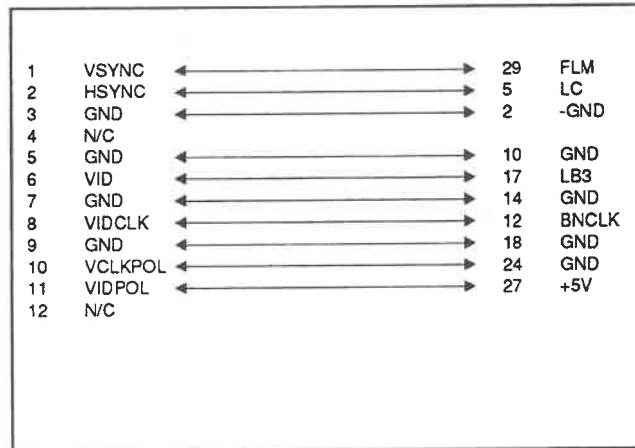 1 VSYNC 29 FLM
2 HSYNC 5 LC
3 GND 2 -GND
4 N/C
5 GND 10 GND
6 VID 17 LB3
7 GND 14 GND
8 VIDCLK 12 BNCLK
9 GND 18 GND
10 VCLKPOL 24 GND
11 VIDPOL 27 +5V
12 N/C